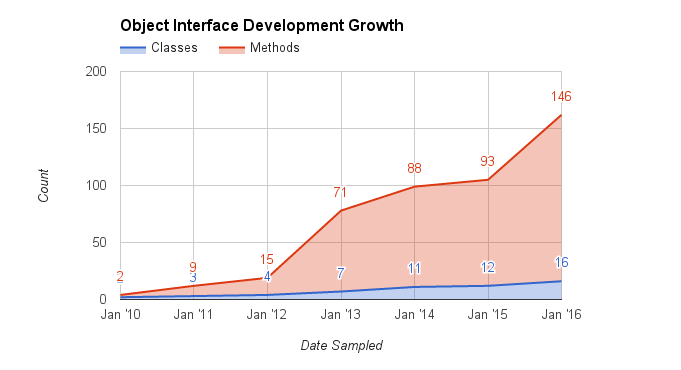 Object Interface Development Growth
Classes Methods
200
150
100
50
0
Count
2 9 15 71 88 93 146
3 4 7 11 12 16
Jan '10 Jan '11 Jan '12 Jan '13 Jan '14 Jan '15 Jan '16
Date Sampled